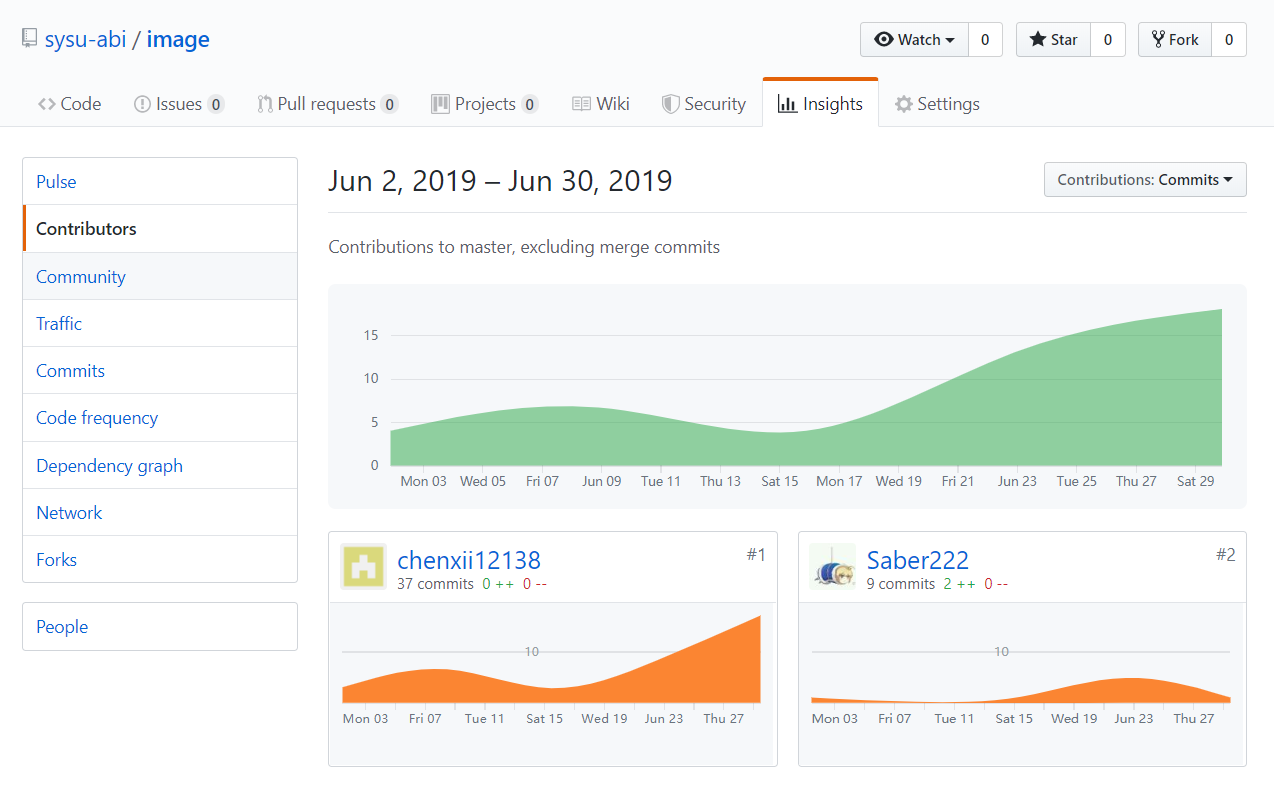 sysu-abi / image
Watch 0 Star 0 Fork 0
Code Issues 0 Pull requests 0 Projects 0 Wiki Security Insights Settings
Pulse
Contributors
Community
Traffic
Commits
Code frequency
Dependency graph
Network
Forks
People
Jun 2, 2019 – Jun 30, 2019
Contributions: Commits
Contributions to master, excluding merge commits
15
10
5
0
Mon 03 Wed 05 Fri 07 Jun 09 Tue 11 Thu 13 Sat 15 Mon 17 Wed 19 Fri 21 Jun 23 Tue 25 Thu 27 Sat 29
chenxii12138 #1
37 commits 0 ++ 0 --
10
Mon 03 Fri 07 Tue 11 Sat 15 Wed 19 Jun 23 Thu 27
Saber222 #2
9 commits 2 ++ 0 --
10
Mon 03 Fri 07 Tue 11 Sat 15 Wed 19 Jun 23 Thu 27